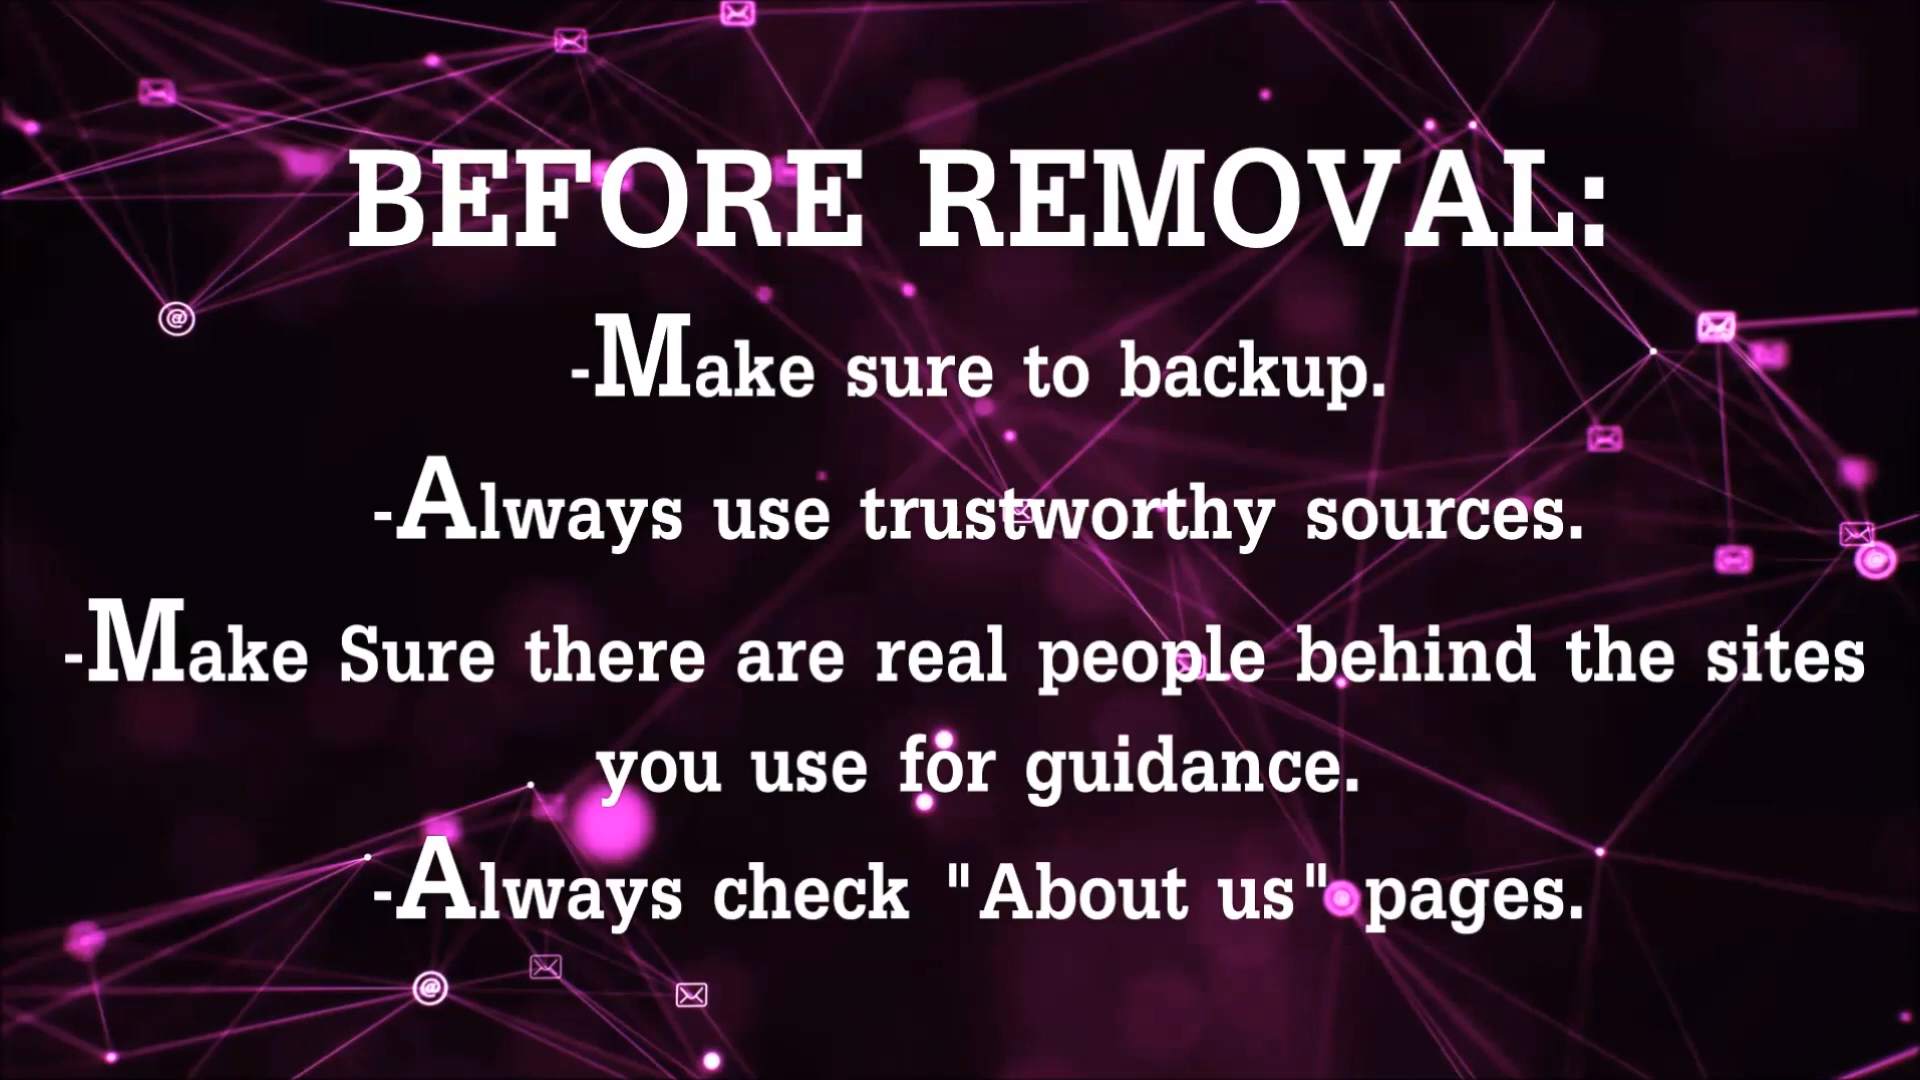 BEFORE REMOVAL:
-Make sure to backup.
-Always use trustworthy sources.
-Make Sure there are real people behind the sites
you use for guidance.
-Always check "About us" pages.